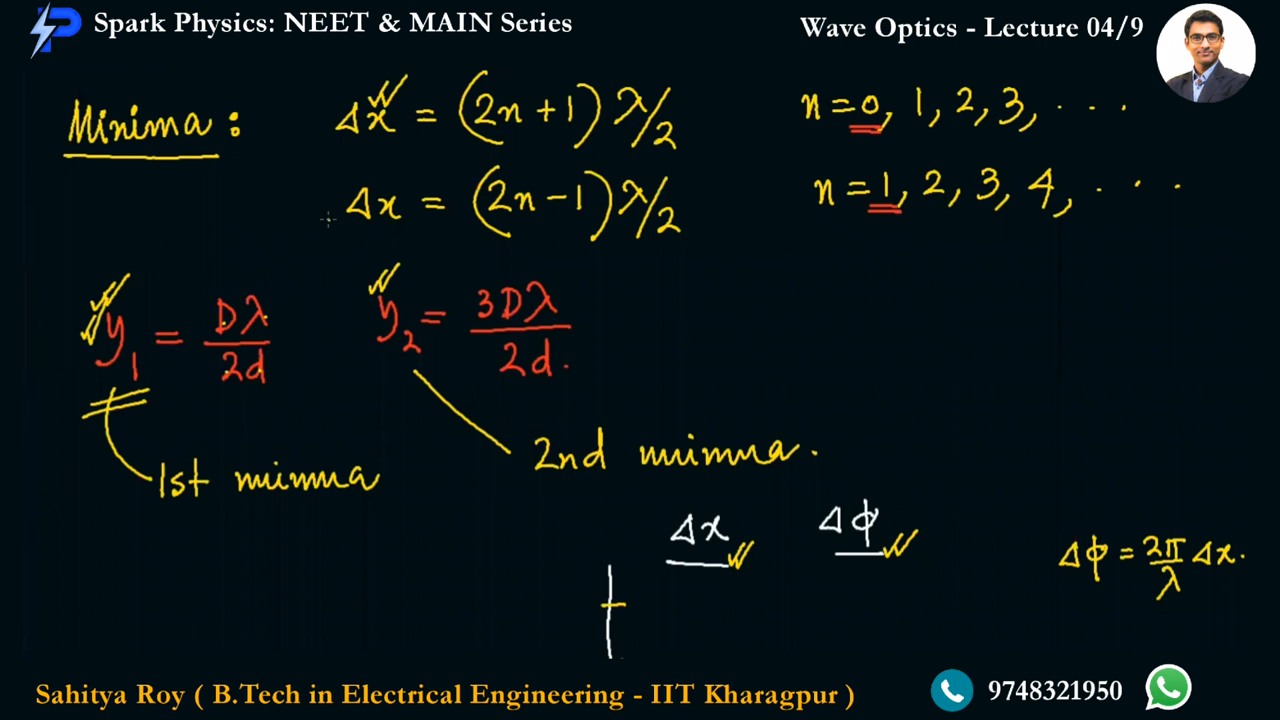 Spark Physics: NEET & MAIN Series
Wave Optics - Lecture 04/9
Minima : Δx = (2n + 1) λ/2 n = 0, 1, 2, 3, . . .
Δx = (2n - 1) λ/2 n = 1, 2, 3, 4, . . .
y₁ = Dλ/2d y₂ = 3Dλ/2d.
2nd minima.
1st minima
Δx Δφ
Δφ = 2π/λ Δx.
Sahitya Roy ( B.Tech in Electrical Engineering - IIT Kharagpur )
9748321950